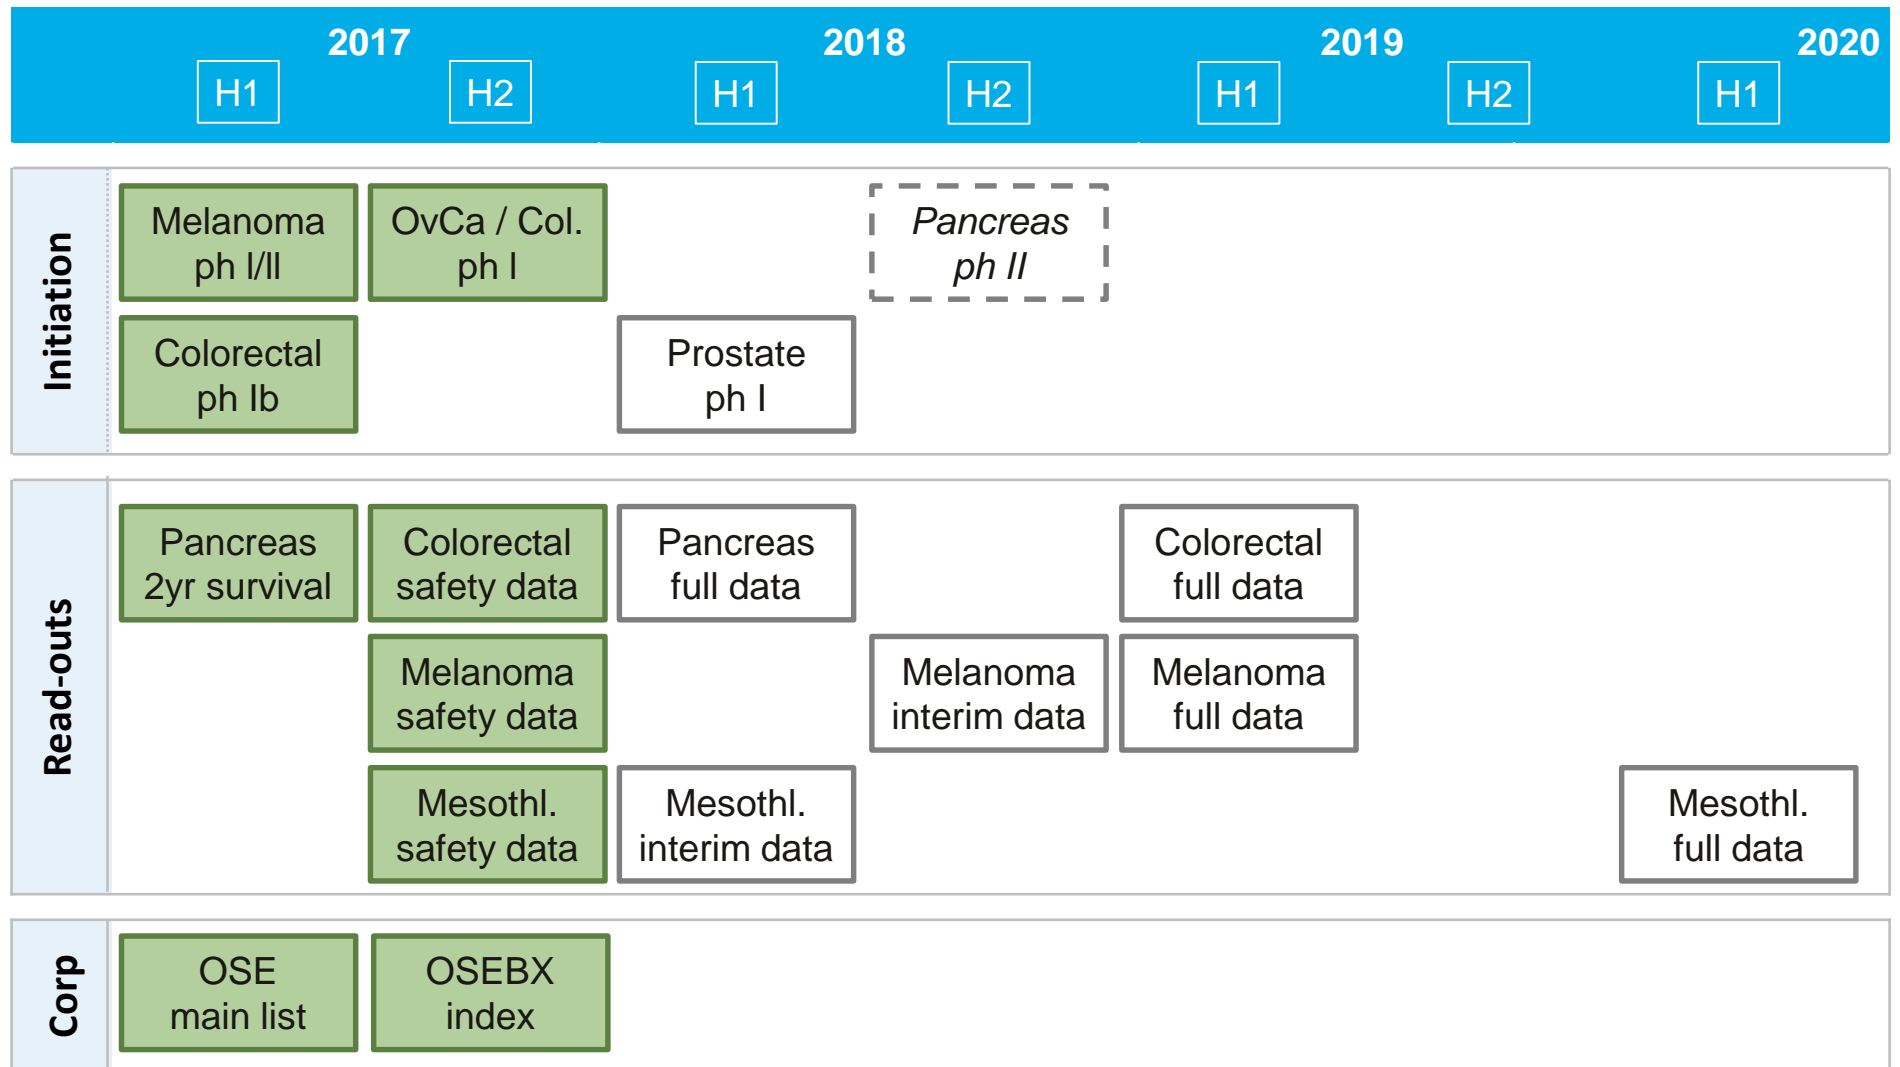 2017
2018
2019
2020
H1
H2
H1
H2
H1
H2
H1
Initiation
Melanoma
ph I/II
OvCa / Col.
ph I
Pancreas
ph II
Colorectal
ph Ib
Prostate
ph I
Read-outs
Pancreas
2yr survival
Colorectal
safety data
Pancreas
full data
Colorectal
full data
Melanoma
safety data
Melanoma
interim data
Melanoma
full data
Mesothl.
safety data
Mesothl.
interim data
Mesothl.
full data
Corp
OSE
main list
OSEBX
index